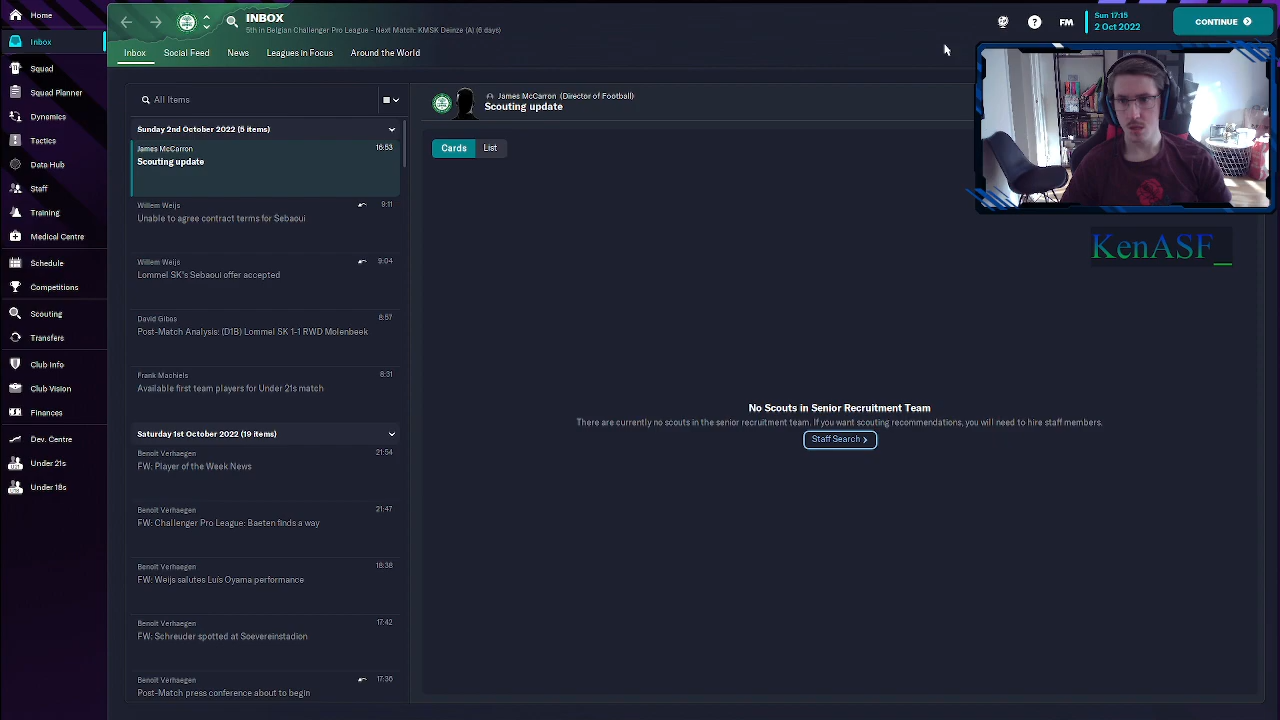 Home
Inbox
Squad
Squad Planner
Dynamics
Tactics
Data Hub
Staff
Training
Medical Centre
Schedule
Competitions
Scouting
Transfers
Club Info
Club Vision
Finances
Dev. Centre
Under 21s
Under 18s
INBOX
5th in Belgian Challenger Pro League - Next Match: KMSK Deinze (A) (6 days)
FM
Sun 17:15
2 Oct 2022
CONTINUE
Inbox
Social Feed
News
Leagues in Focus
Around the World
All Items
Sunday 2nd October 2022 (5 items)
James McCarron 16:53
Scouting update
Willem Weijs 9:11
Unable to agree contract terms for Sebaoui
Willem Weijs 9:04
Lommel SK's Sebaoui offer accepted
David Gibas 8:57
Post-Match Analysis: (D1B) Lommel SK 1-1 RWD Molenbeek
Frank Machiels 8:31
Available first team players for Under 21s match
Saturday 1st October 2022 (19 items)
Benoît Verhaegen 21:54
FW: Player of the Week News
Benoît Verhaegen 21:47
FW: Challenger Pro League: Baeten finds a way
Benoît Verhaegen 18:38
FW: Weijs salutes Luís Oyama performance
Benoît Verhaegen 17:42
FW: Schreuder spotted at Soevereinstadion
Benoît Verhaegen 17:36
Post-Match press conference about to begin
James McCarron (Director of Football)
Scouting update
Cards
List
No Scouts in Senior Recruitment Team
There are currently no scouts in the senior recruitment team. If you want scouting recommendations, you will need to hire staff members.
Staff Search
KenASF_